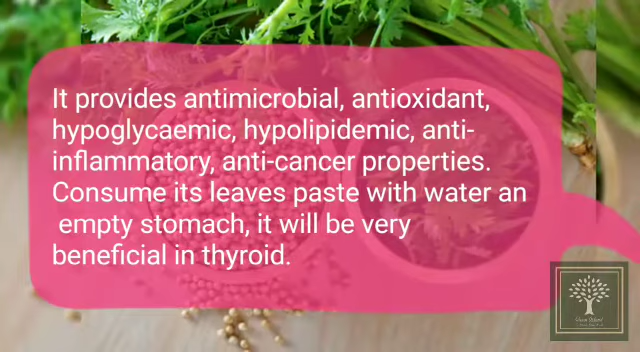 It provides antimicrobial, antioxidant,
hypoglycaemic, hypolipidemic, anti-
inflammatory, anti-cancer properties.
Consume its leaves paste with water an
empty stomach, it will be very
beneficial in thyroid.